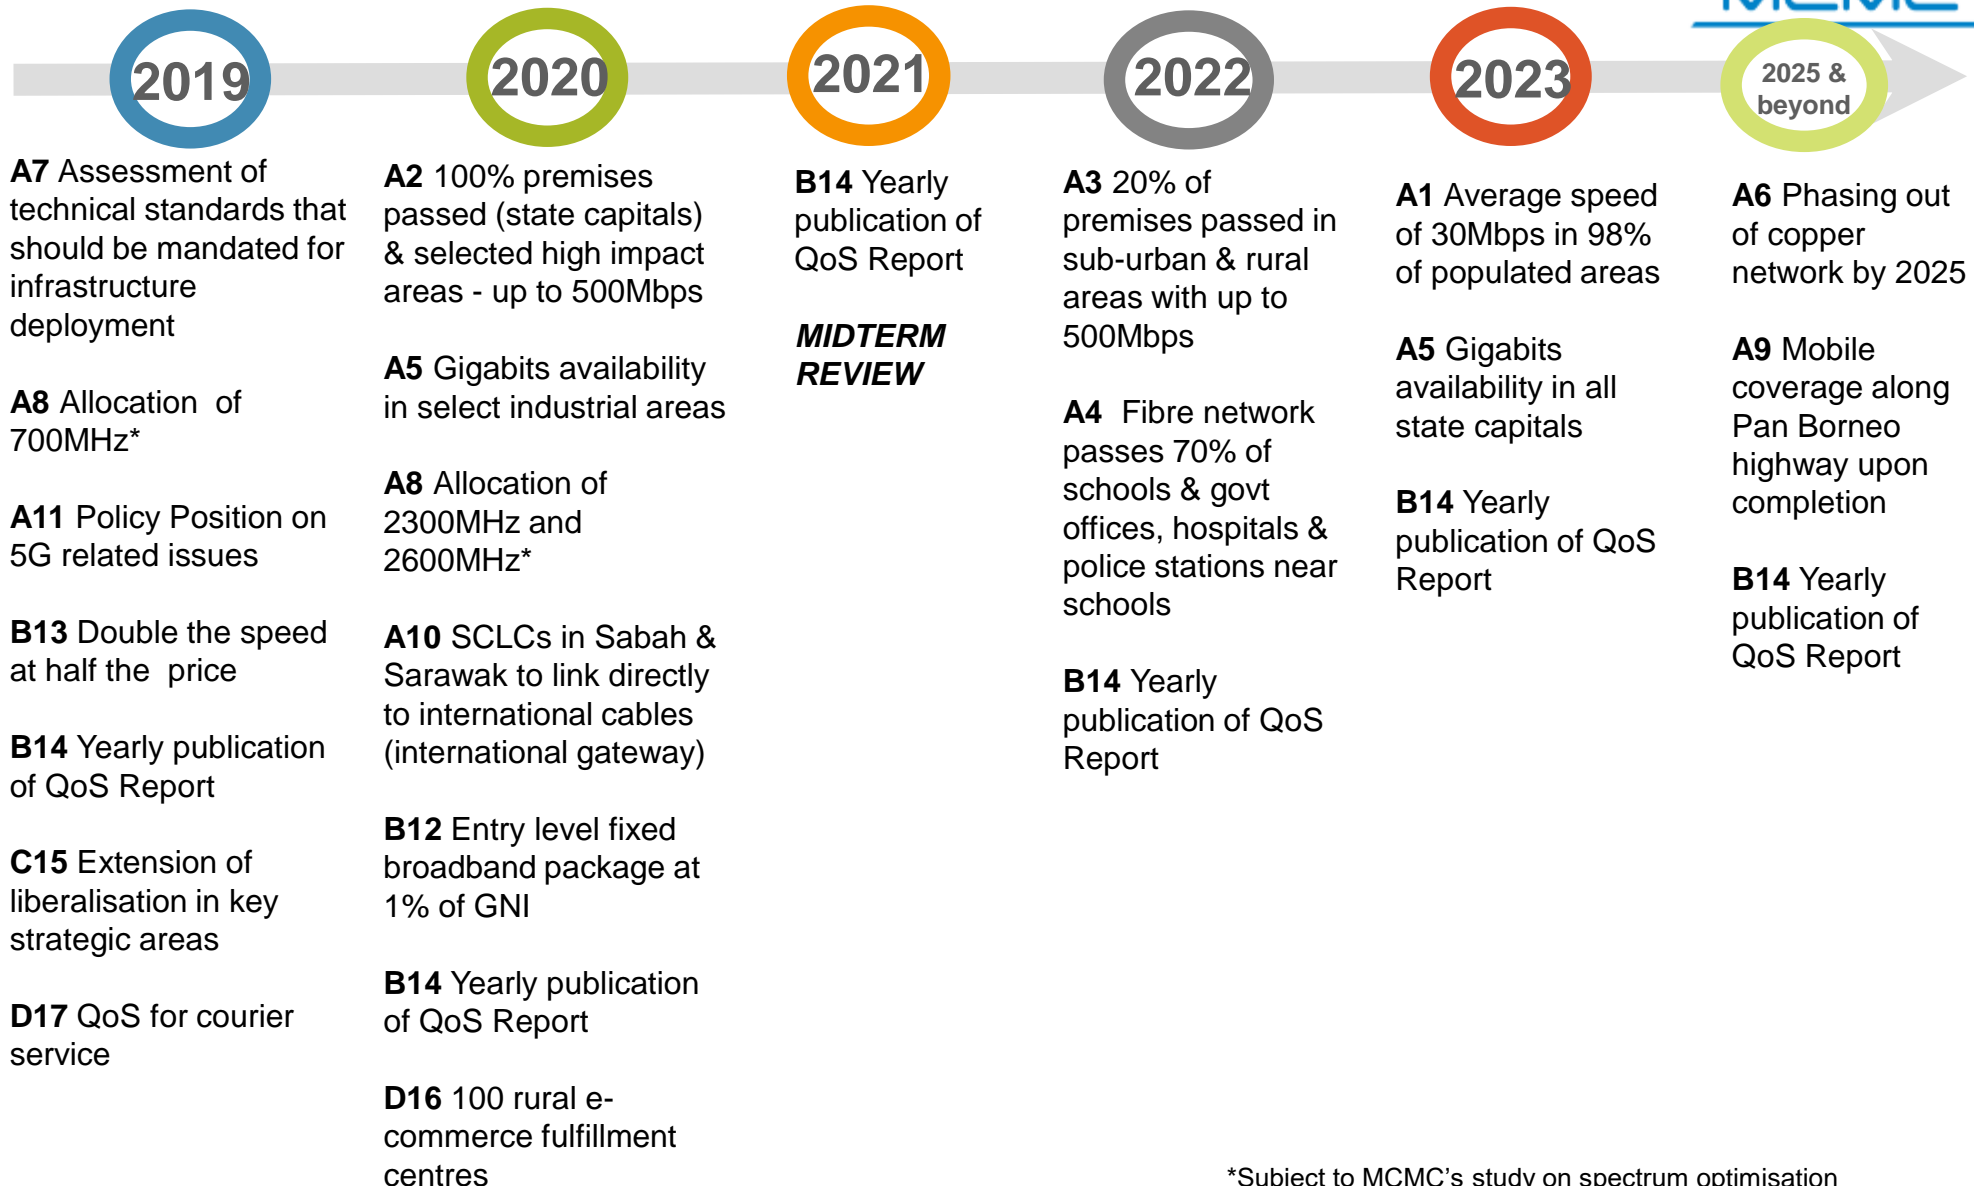 MCMC
2019
2020
2021
2022
2023
2025 &
beyond
A7 Assessment of
technical standards that
should be mandated for
infrastructure
deployment
A8 Allocation of
700MHz*
A11 Policy Position on
5G related issues
B13 Double the speed
at half the price
B14 Yearly publication
of QoS Report
C15 Extension of
liberalisation in key
strategic areas
D17 QoS for courier
service
A2 100% premises
passed (state capitals)
& selected high impact
areas - up to 500Mbps
A5 Gigabits availability
in select industrial areas
A8 Allocation of
2300MHz and
2600MHz*
A10 SCLCs in Sabah &
Sarawak to link directly
to international cables
(international gateway)
B12 Entry level fixed
broadband package at
1% of GNI
B14 Yearly publication
of QoS Report
D16 100 rural e-
commerce fulfillment
centres
B14 Yearly
publication of
QoS Report
MIDTERM
REVIEW
A3 20% of
premises passed in
sub-urban & rural
areas with up to
500Mbps
A4 Fibre network
passes 70% of
schools & govt
offices, hospitals &
police stations near
schools
B14 Yearly
publication of QoS
Report
A1 Average speed
of 30Mbps in 98%
of populated areas
A5 Gigabits
availability in all
state capitals
B14 Yearly
publication of QoS
Report
A6 Phasing out
of copper
network by 2025
A9 Mobile
coverage along
Pan Borneo
highway upon
completion
B14 Yearly
publication of
QoS Report
*Subject to MCMC's study on spectrum optimisation